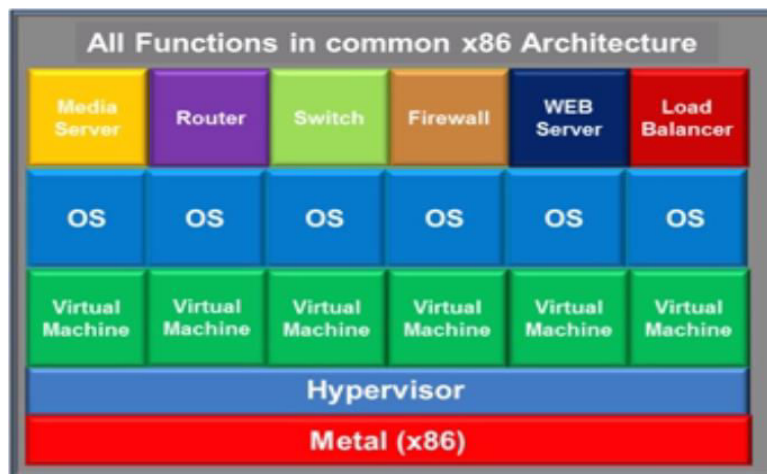 All Functions in common x86 Architecture
Media
Server
Router
Switch
Firewall
WEB
Server
Load
Balancer
OS
OS
OS
OS
OS
OS
Virtual
Machine
Virtual
Machine
Virtual
Machine
Virtual
Machine
Virtual
Machine
Virtual
Machine
Hypervisor
Metal (x86)